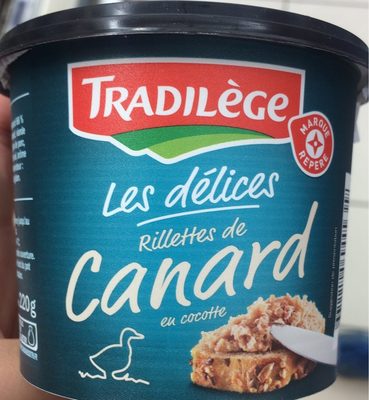 TRADILÈGE
MARQUE
REPÈRE
Les délices
Rillettes de
Canard
en cocotte
220g